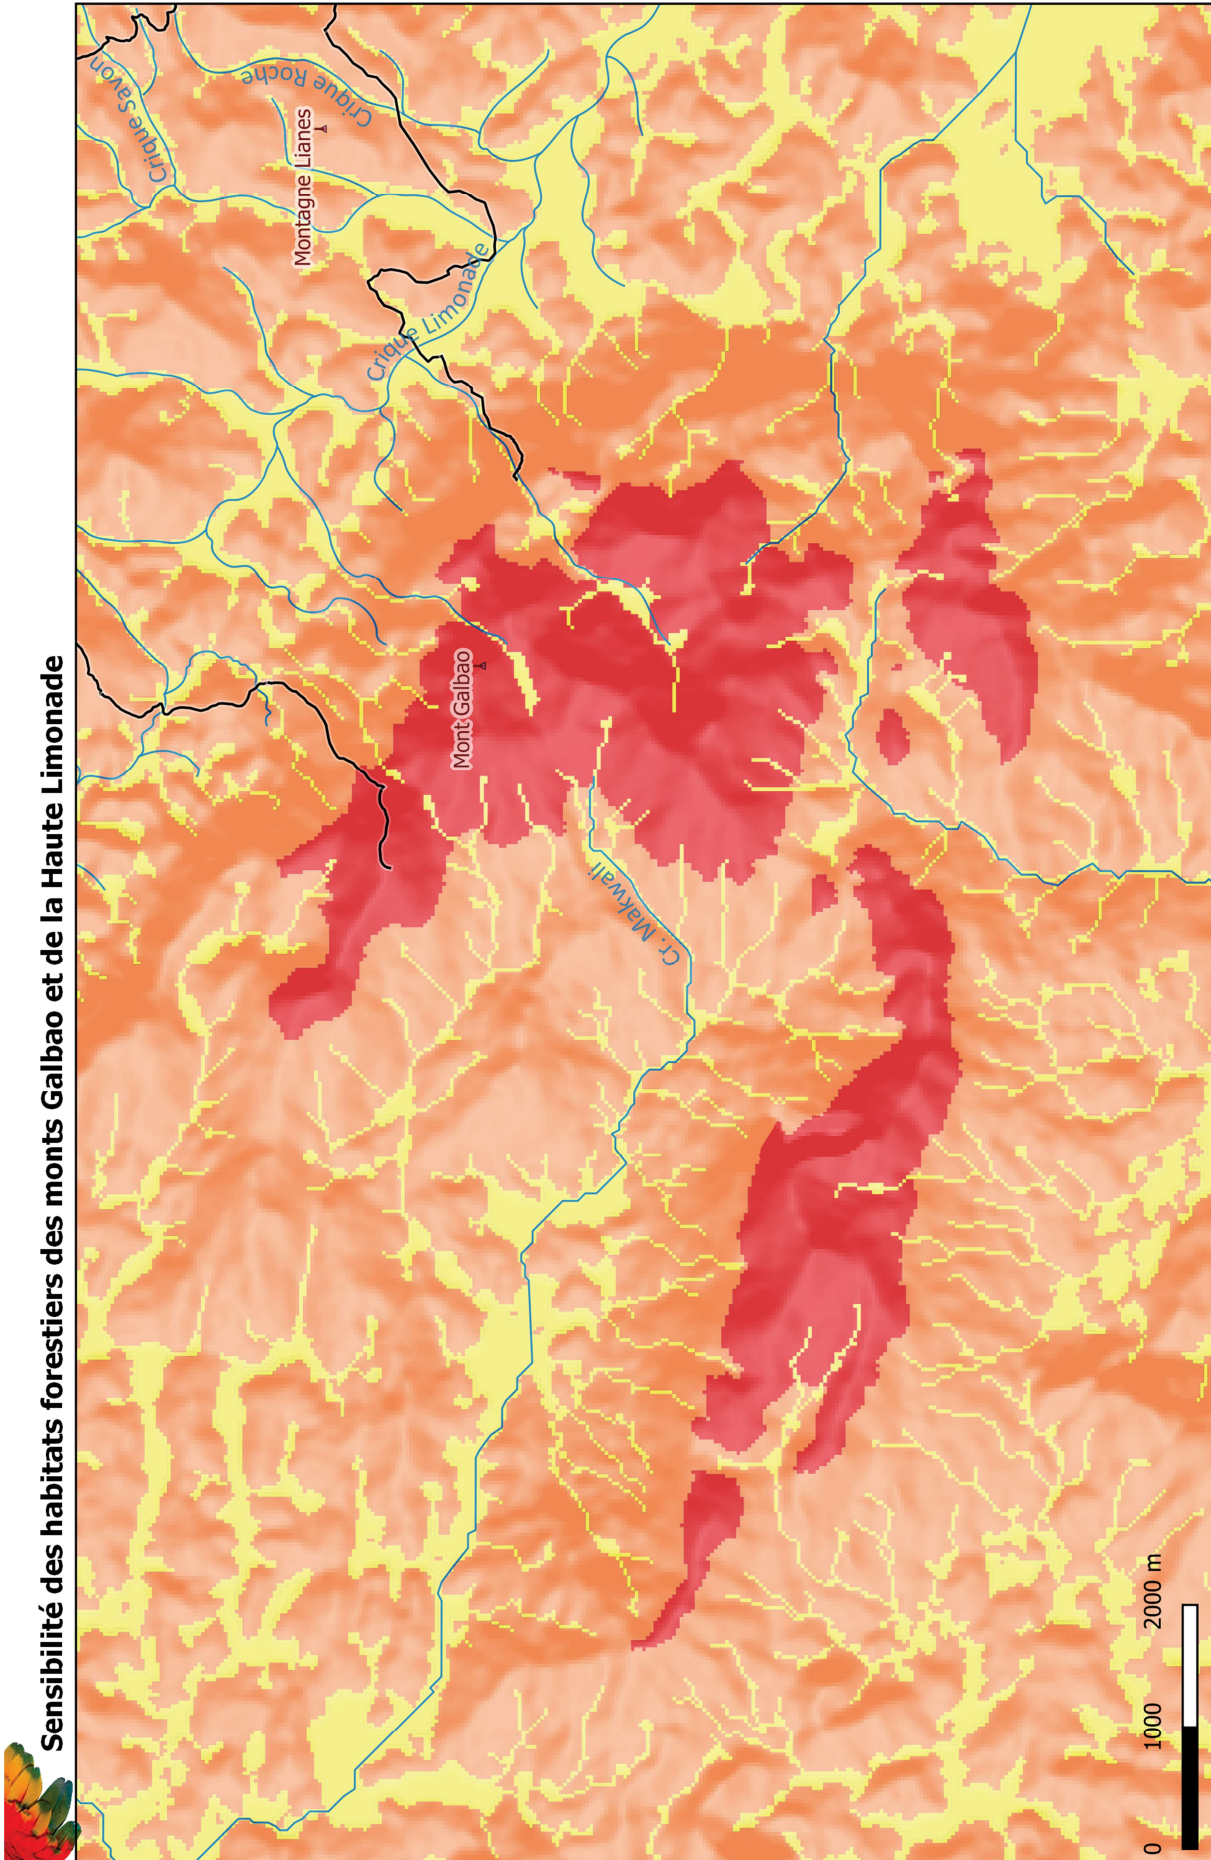 Sensibilité des habitats forestiers des monts Galbao et de la Haute Limonade
Crique Savon
Crique Roche
Montagne Lianes
Crique Limonade
Mont Galbao
Cr. Makwali
0 1000 2000 m